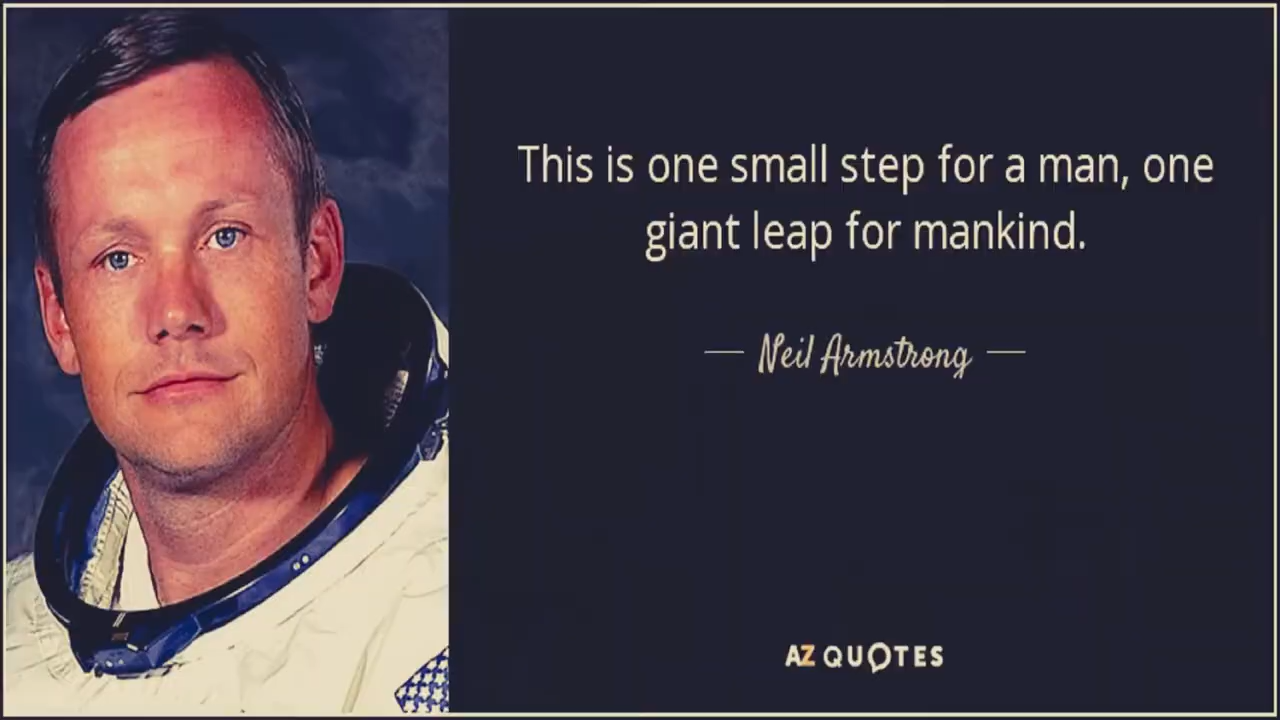 This is one small step for a man, one
giant leap for mankind.
— Neil Armstrong —
AZ QUOTES